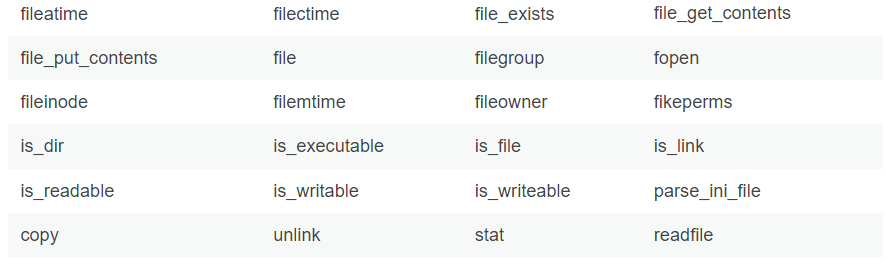 fileatime filectime file_exists file_get_contents
file_put_contents file filegroup fopen
fileinode filemtime fileowner fikeperms
is_dir is_executable is_file is_link
is_readable is_writable is_writeable parse_ini_file
copy unlink stat readfile